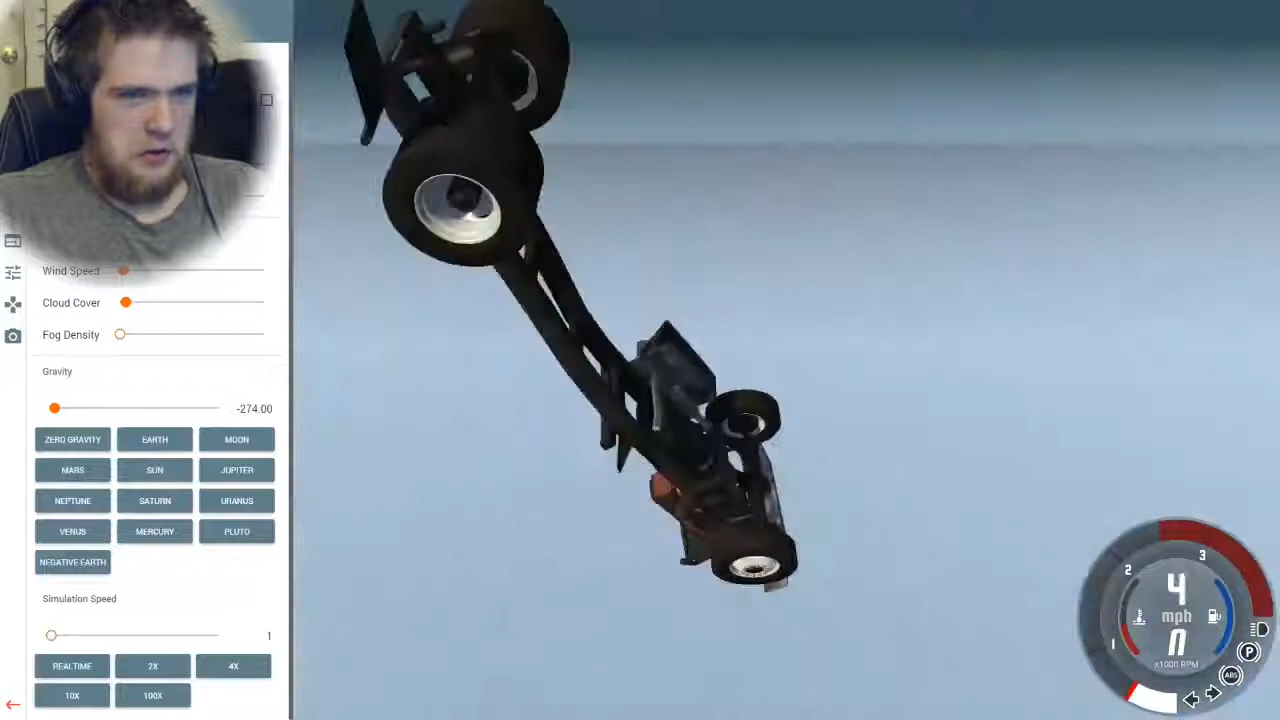 Wind Speed
Cloud Cover
Fog Density
Gravity
-274.00
ZERO GRAVITY EARTH MOON
MARS SUN JUPITER
NEPTUNE SATURN URANUS
VENUS MERCURY PLUTO
NEGATIVE EARTH
Simulation Speed
1
REALTIME 2X 4X
10X 100X
1 2 3
4
mph
n
x1000 RPM
P
ABS